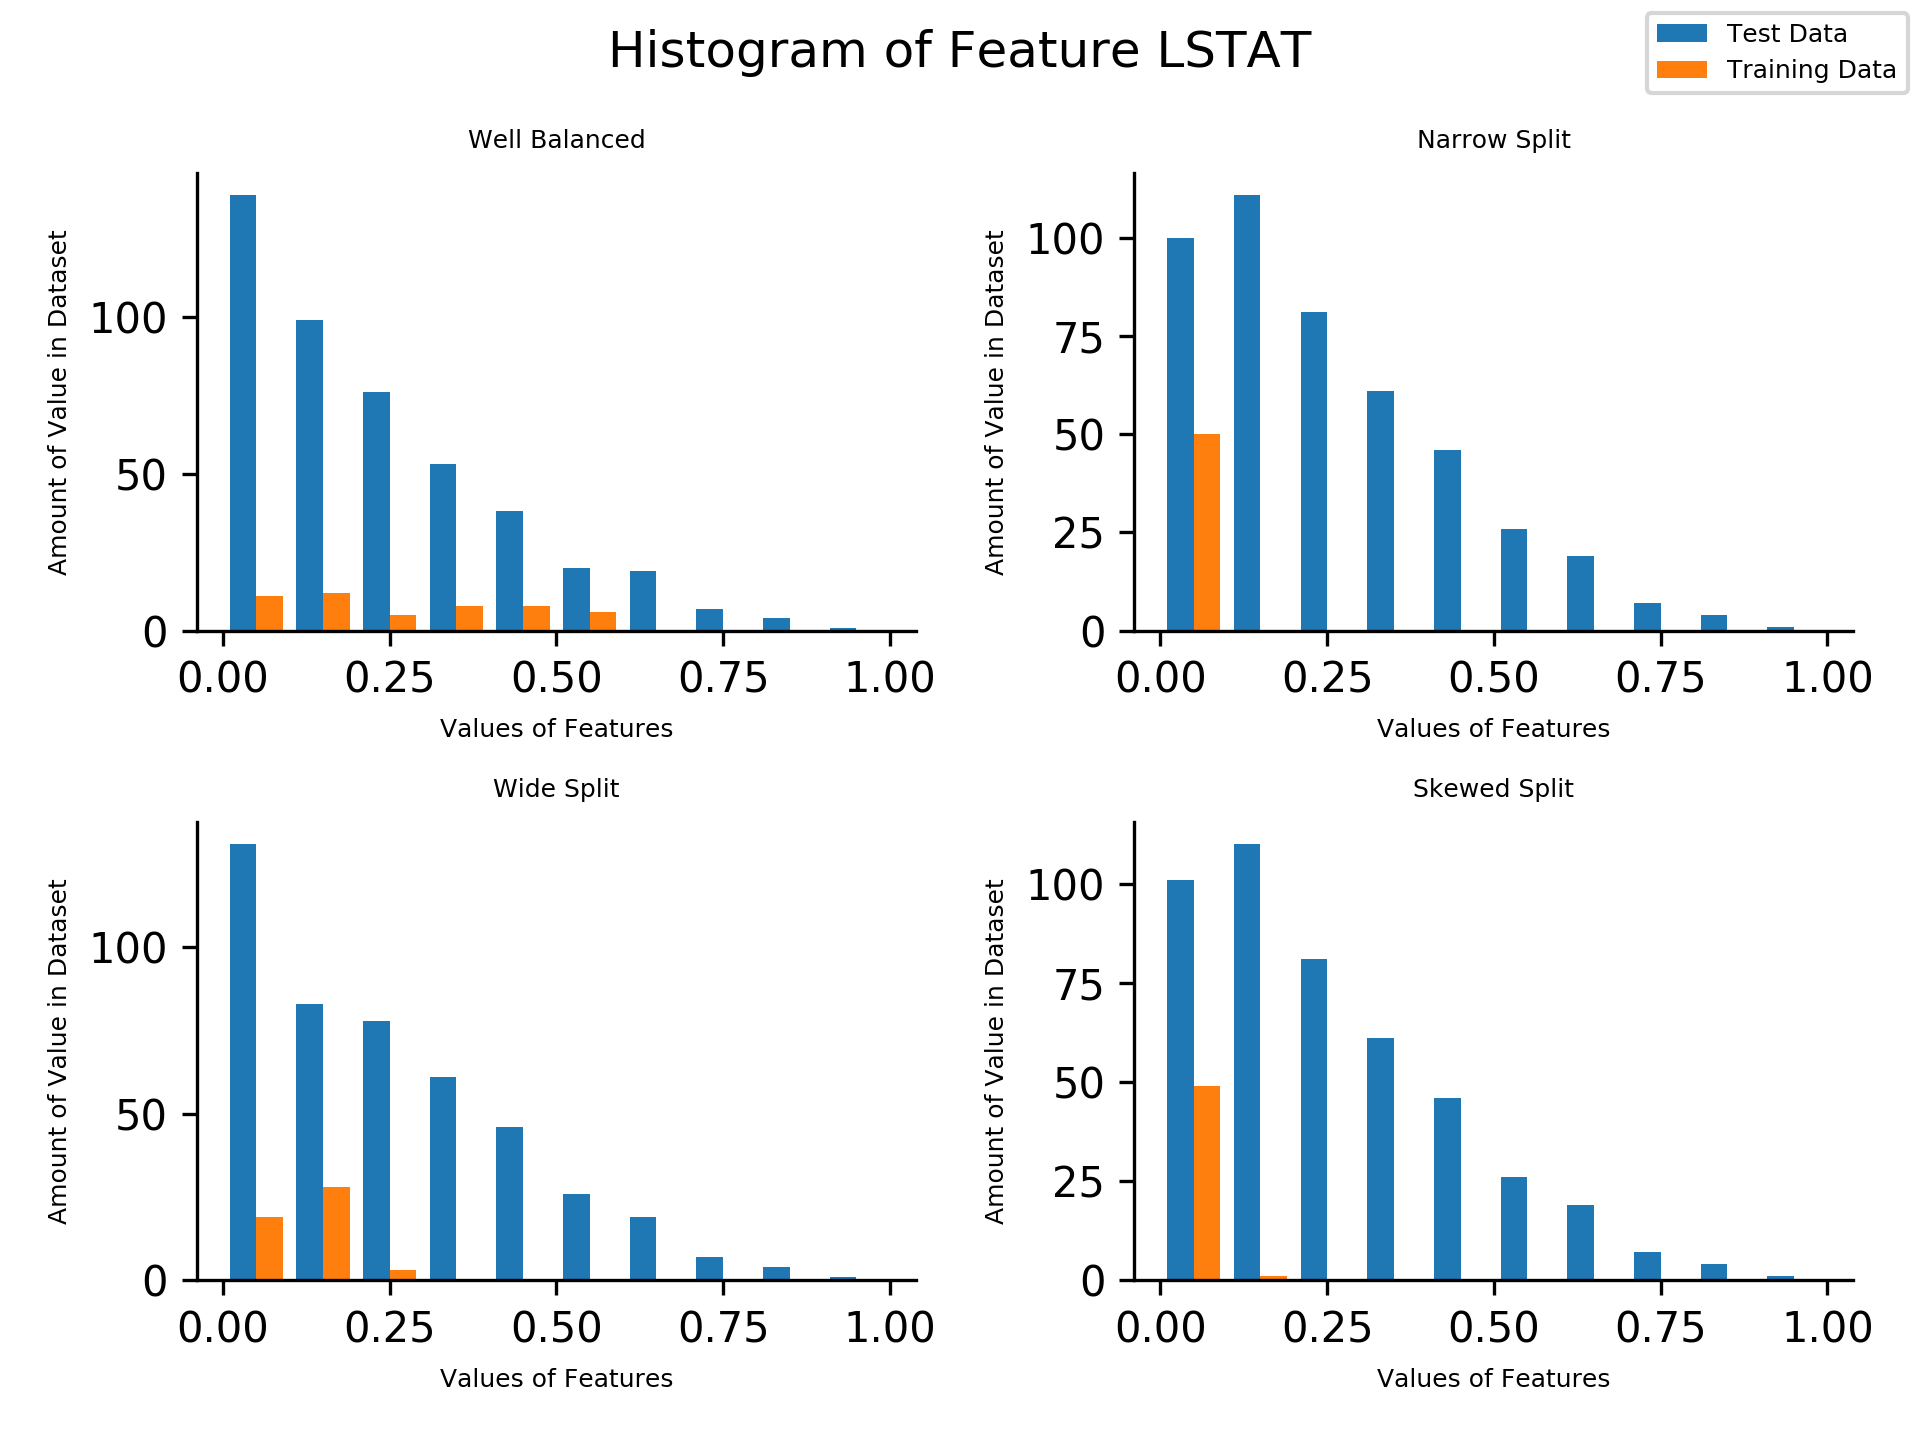 Histogram of Feature LSTAT
Test Data
Training Data
Well Balanced
Amount of Value in Dataset
100
50
0
0.00 0.25 0.50 0.75 1.00
Values of Features
Narrow Split
Amount of Value in Dataset
100
75
50
25
0
0.00 0.25 0.50 0.75 1.00
Values of Features
Wide Split
Amount of Value in Dataset
100
50
0
0.00 0.25 0.50 0.75 1.00
Values of Features
Skewed Split
Amount of Value in Dataset
100
75
50
25
0
0.00 0.25 0.50 0.75 1.00
Values of Features